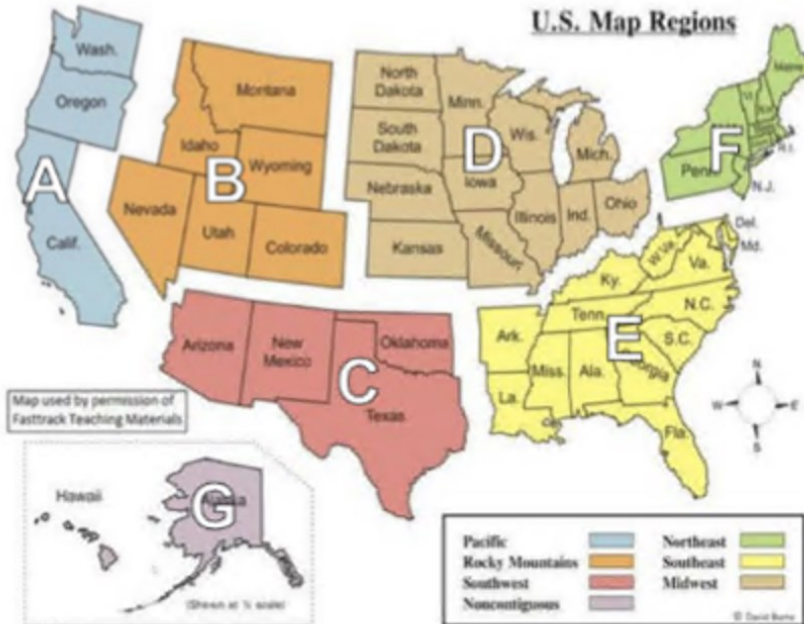 U.S. Map Regions
Wash.
Oregon
A
Calif.
Montana
Idaho
B
Wyoming
Nevada
Utah
Colorado
North
Dakota
Minn.
South
Dakota
D
Wis.
Mich.
Nebraska
Iowa
Illinois
Ind.
Ohio
Kansas
Missouri
Maine
Vt.
F
Penn.
R.I.
N.J.
Del.
Md.
W.Va.
Va.
Ky.
N.C.
Tenn.
E
S.C.
Ark.
Miss.
Ala.
Georgia
La.
Fla.
Arizona
New
Mexico
Oklahoma
C
Texas
N
W
E
S
Map used by permission of
Fasttrack Teaching Materials
Hawaii
Alaska
G
(Shown at ½ scale)
Pacific
Northeast
Rocky Mountains
Southeast
Southwest
Midwest
Noncontiguous
© David Burns